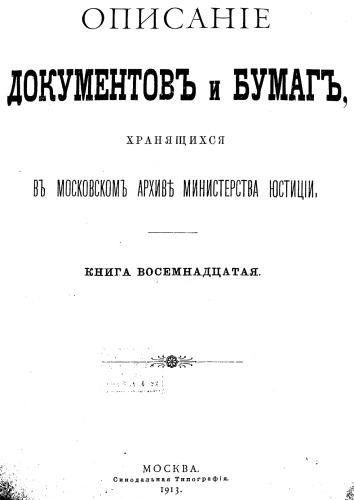 ОПИСАНІЕ
ДОКУМЕНТОВЪ и БУМАГЪ,
ХРАНЯЩИХСЯ
ВЪ МОСКОВСКОМЪ АРХИВѢ МИНИСТЕРСТВА ЮСТИЦІИ.
КНИГА ВОСЕМНАДЦАТАЯ.
МОСКВА.
Синодальная Типографія.
1913.